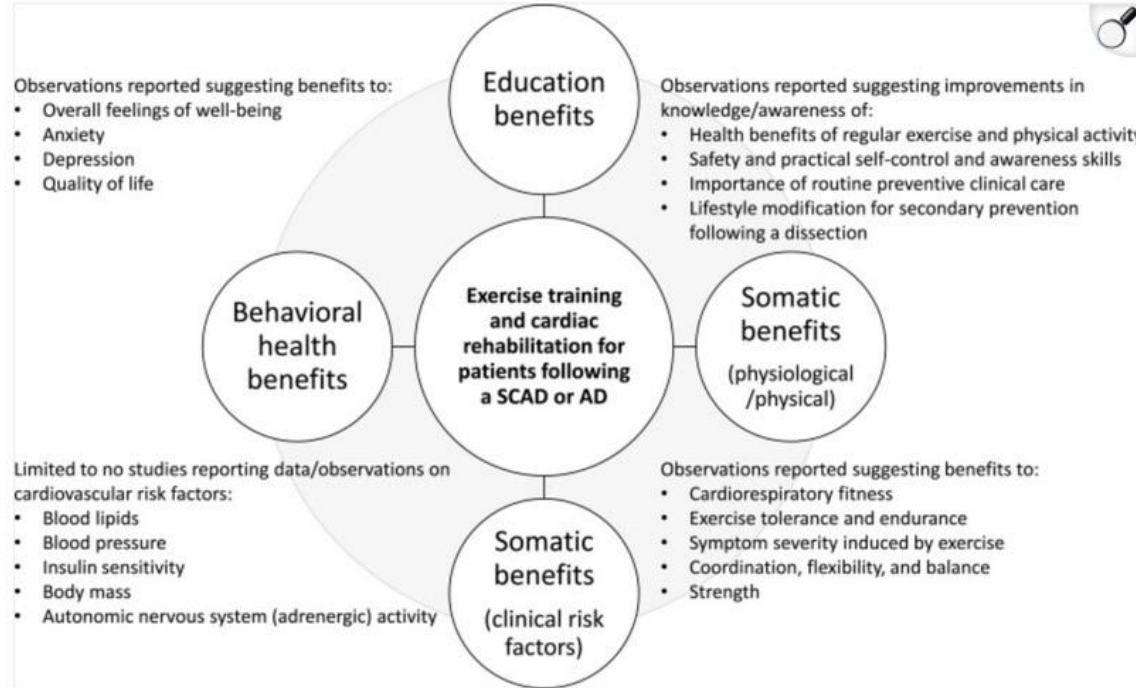 Observations reported suggesting benefits to:
• Overall feelings of well-being
• Anxiety
• Depression
• Quality of life
Education
benefits
Observations reported suggesting improvements in
knowledge/awareness of:
• Health benefits of regular exercise and physical activity
• Safety and practical self-control and awareness skills
• Importance of routine preventive clinical care
• Lifestyle modification for secondary prevention
following a dissection
Behavioral
health
benefits
Exercise training
and cardiac
rehabilitation for
patients following
a SCAD or AD
Somatic
benefits
(physiological
/physical)
Limited to no studies reporting data/observations on
cardiovascular risk factors:
• Blood lipids
• Blood pressure
• Insulin sensitivity
• Body mass
• Autonomic nervous system (adrenergic) activity
Somatic
benefits
(clinical risk
factors)
Observations reported suggesting benefits to:
• Cardiorespiratory fitness
• Exercise tolerance and endurance
• Symptom severity induced by exercise
• Coordination, flexibility, and balance
• Strength